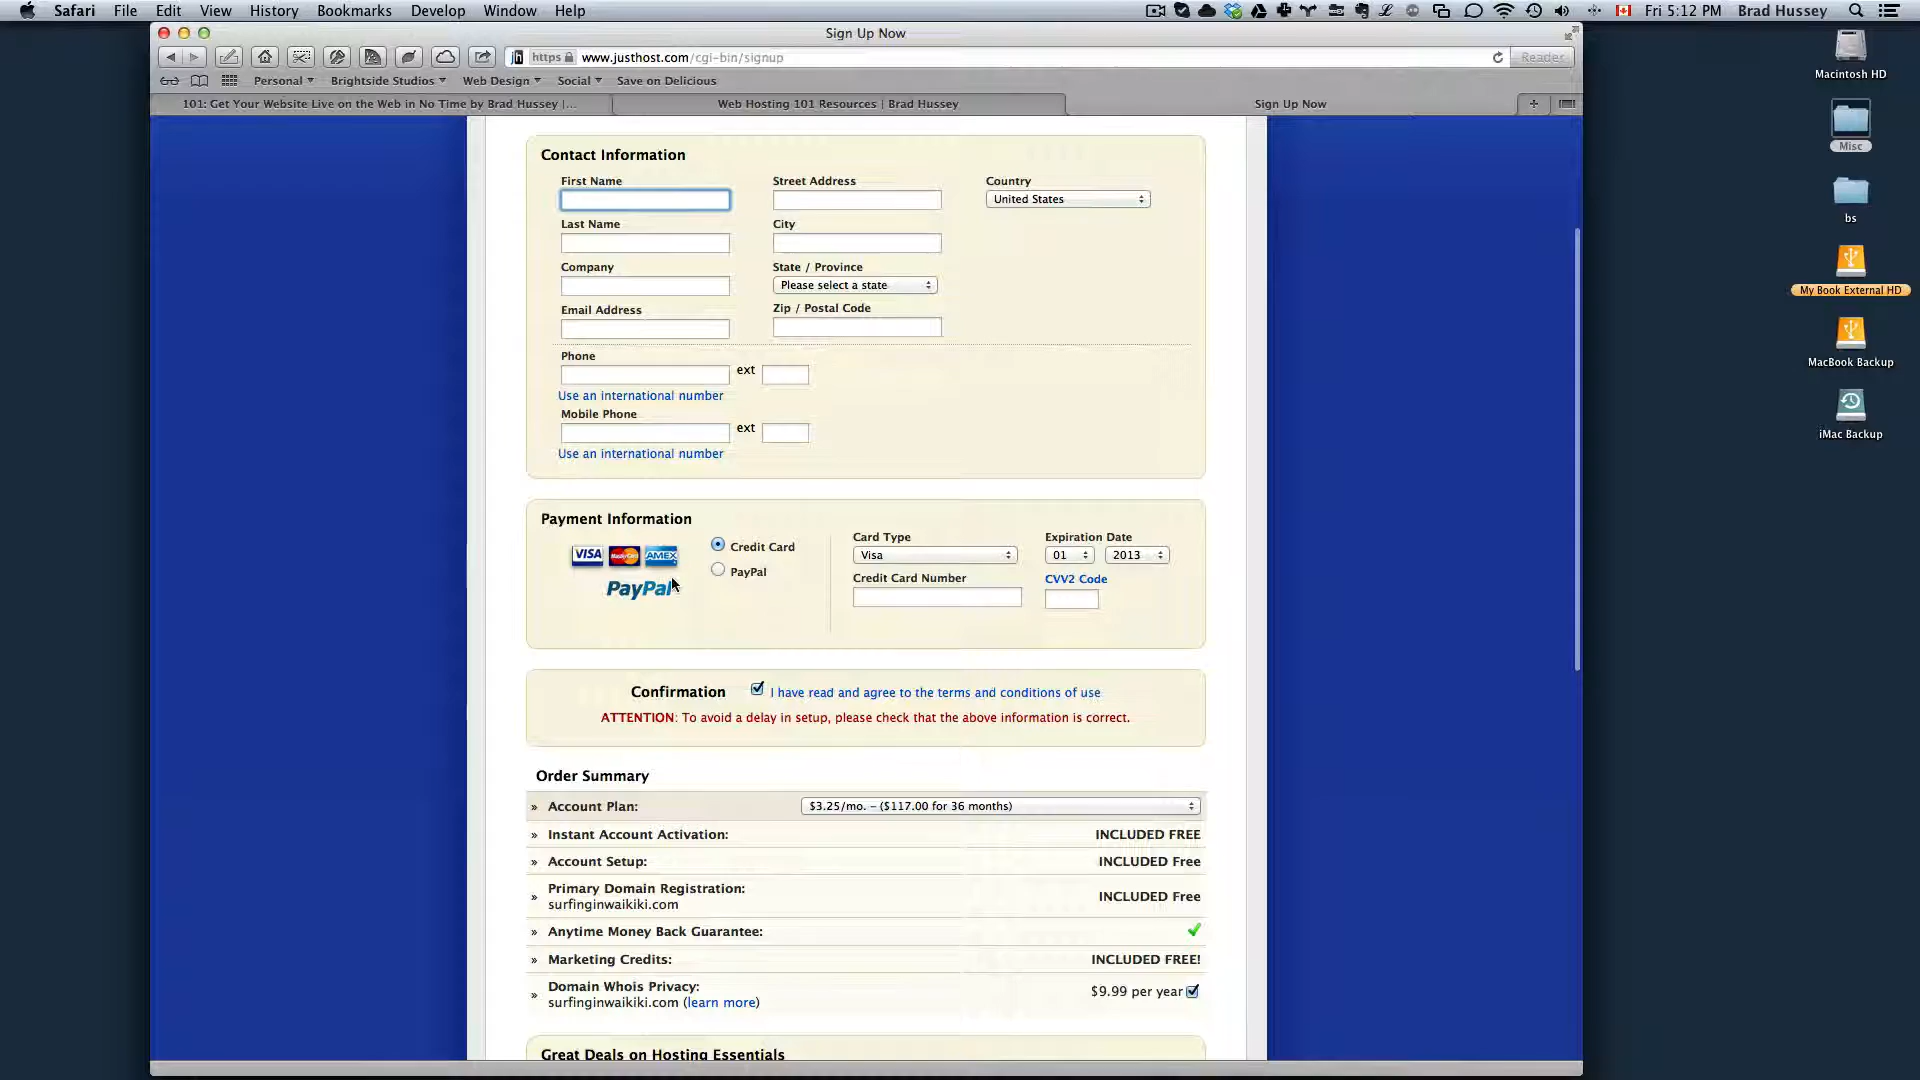 Safari File Edit View History Bookmarks Develop Window Help Fri 5:12 PM Brad Hussey
Sign Up Now
https www.justhost.com/cgi-bin/signup Reader
Personal Brightside Studios Web Design Social Save on Delicious
101: Get Your Website Live on the Web in No Time by Brad Hussey |... Web Hosting 101 Resources | Brad Hussey Sign Up Now
Contact Information
First Name Street Address Country
United States
Last Name City
Company State / Province
Please select a state
Email Address Zip / Postal Code
Phone
ext
Use an international number
Mobile Phone
ext
Use an international number
Payment Information
VISA MasterCard AMEX
PayPal
Credit Card
PayPal
Card Type Expiration Date
Visa 01 2013
Credit Card Number CVV2 Code
Confirmation I have read and agree to the terms and conditions of use
ATTENTION: To avoid a delay in setup, please check that the above information is correct.
Order Summary
» Account Plan: $3.25/mo. – ($117.00 for 36 months)
» Instant Account Activation: INCLUDED FREE
» Account Setup: INCLUDED Free
» Primary Domain Registration: INCLUDED Free
surfinginwaikiki.com
» Anytime Money Back Guarantee:
» Marketing Credits: INCLUDED FREE!
» Domain Whois Privacy: $9.99 per year
surfinginwaikiki.com (learn more)
Great Deals on Hosting Essentials
Macintosh HD
Misc
bs
My Book External HD
MacBook Backup
iMac Backup